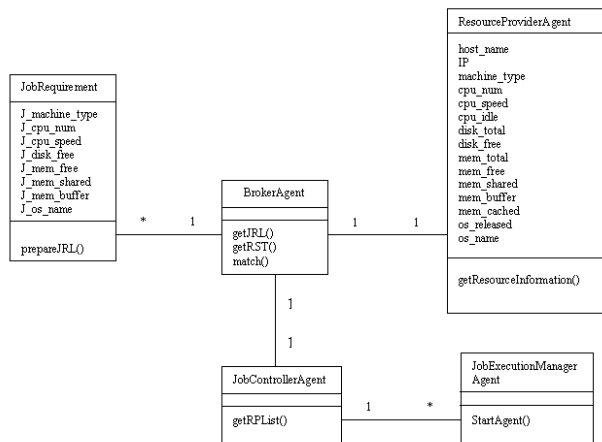 ResourceProviderAgent
host_name
IP
machine_type
cpu_num
cpu_speed
cpu_idle
disk_total
disk_free
mem_total
mem_free
mem_shared
mem_buffer
mem_cached
os_released
os_name
getResourceInformation()
JobRequirement
J_machine_type
J_cpu_num
J_cpu_speed
J_disk_free
J_mem_free
J_mem_shared
J_mem_buffer
J_os_name
prepareJRL()
* 1
BrokerAgent
getJRL()
getRST()
match()
1 1
1
1
JobControllerAgent
getRPList()
1 *
JobExecutionManager
Agent
StartAgent()